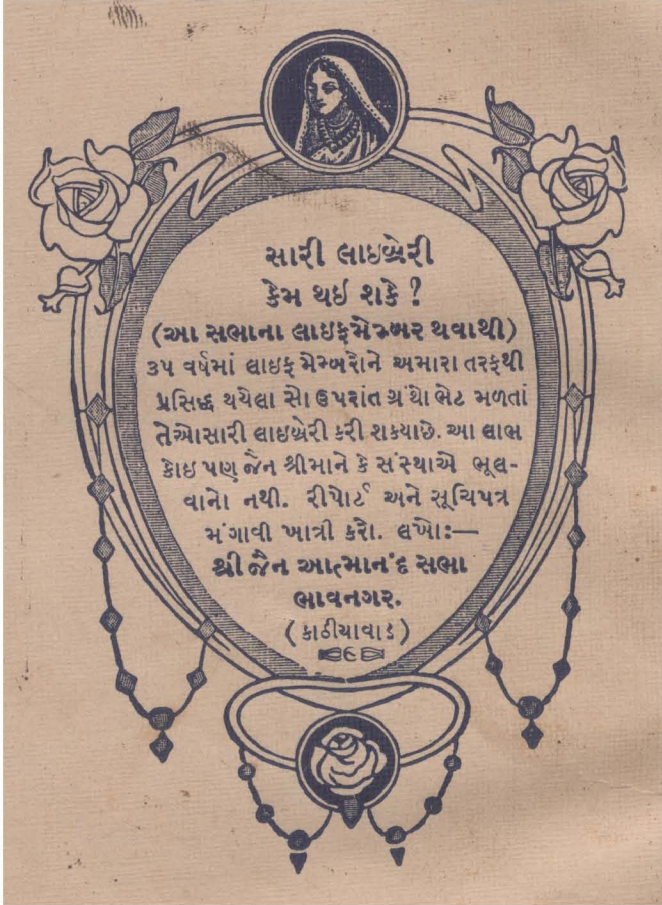 સારી લાઇબ્રેરી
કેમ થઇ શકે ?
(આ સભાના લાઇફમેમ્બર થવાથી)
૩૫ વર્ષમાં લાઇફ મેમ્બરોને અમારા તરફથી
પ્રસિદ્ધ થયેલા સો ઉપરાંત ગ્રંથો ભેટ મળતાં
તેઓસારી લાઇબ્રેરી કરી શકયાછે. આ લાભ
કોઇ પણ જૈન શ્રીમાને કે સંસ્થાએ ભૂલ-
વાનો નથી. રીપોર્ટ અને સૂચિપત્ર
મંગાવી ખાત્રી કરો. લખોઃ—
શ્રી જૈન આત્માનંદ સભા
ભાવનગર.
(કાઠીયાવાડ)